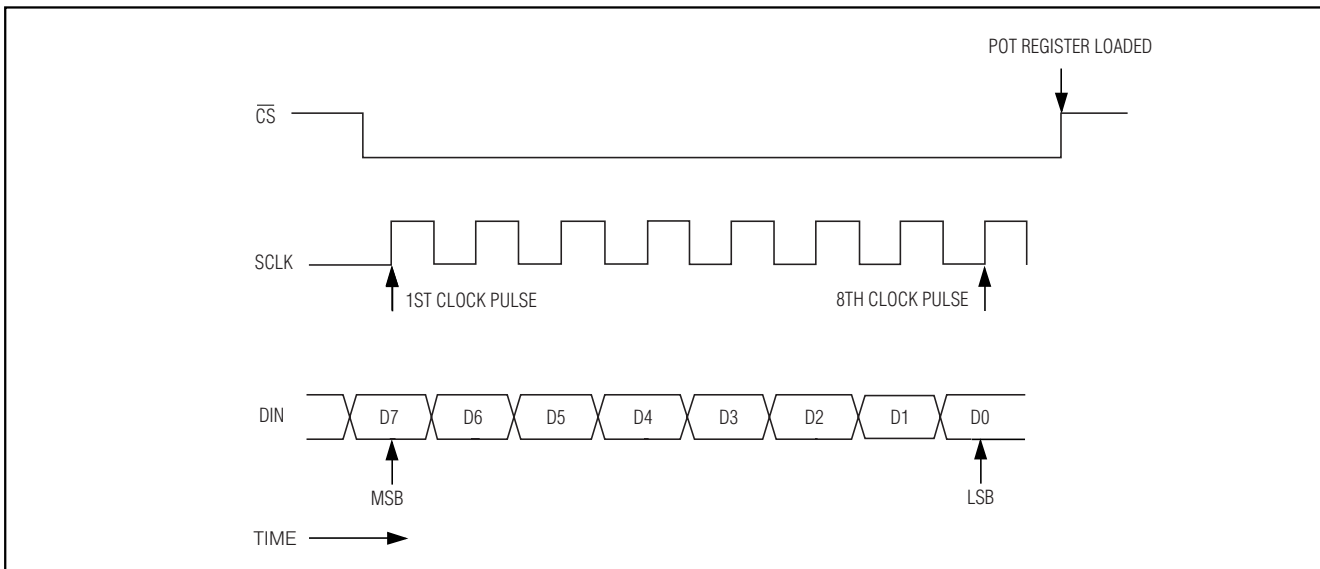 POT REGISTER LOADED
C̅S̅
SCLK
1ST CLOCK PULSE
8TH CLOCK PULSE
DIN
D7
D6
D5
D4
D3
D2
D1
D0
MSB
LSB
TIME